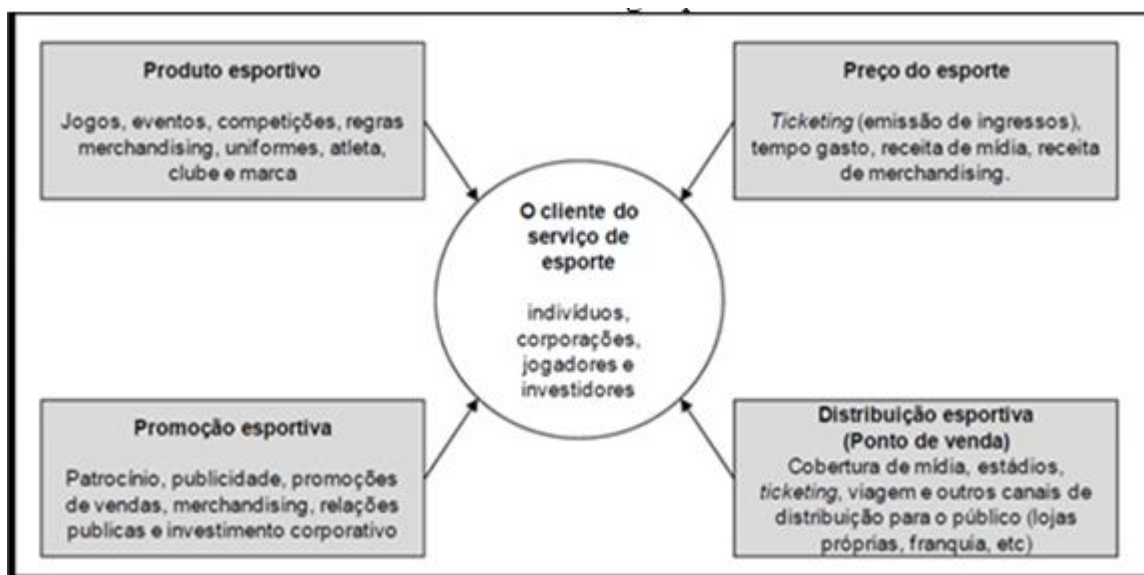 Produto esportivo
Jogos, eventos, competições, regras
merchandising, uniformes, atleta,
clube e marca
Preço do esporte
Ticketing (emissão de ingressos),
tempo gasto, receita de mídia, receita
de merchandising.
O cliente do
serviço de
esporte
indivíduos,
corporações,
jogadores e
investidores
Promoção esportiva
Patrocínio, publicidade, promoções
de vendas, merchandising, relações
publicas e investimento corporativo
Distribuição esportiva
(Ponto de venda)
Cobertura de mídia, estádios,
ticketing, viagem e outros canais de
distribuição para o público (lojas
próprias, franquia, etc)